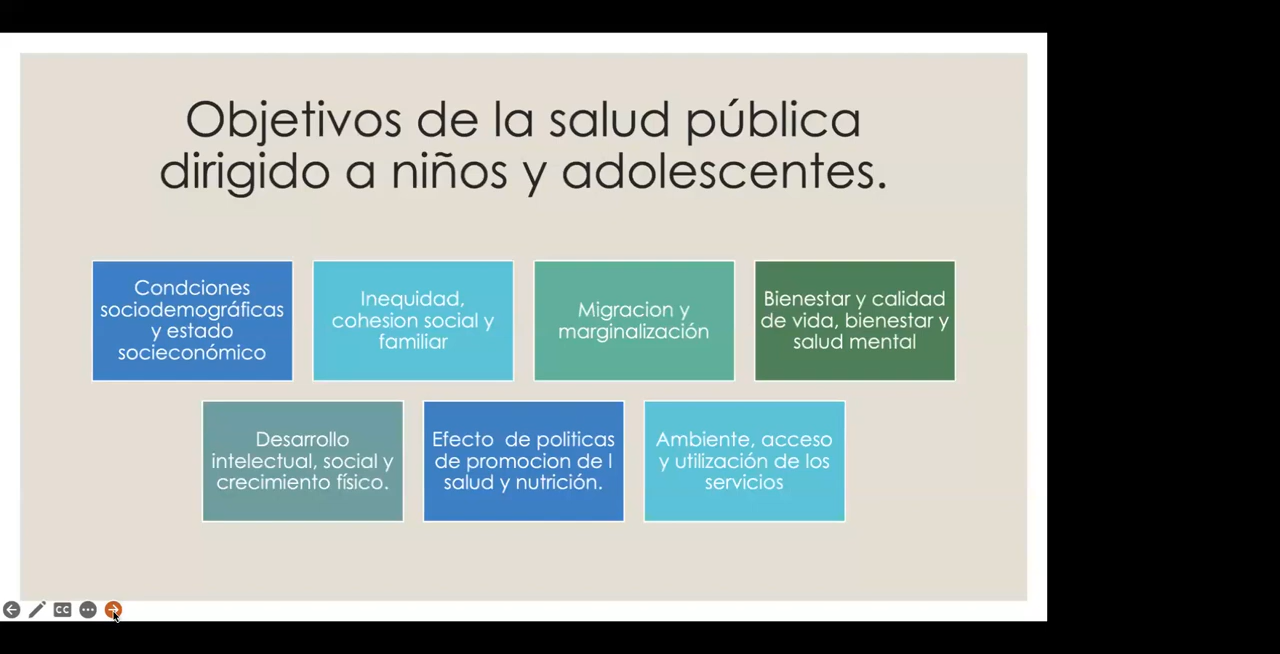 Objetivos de la salud pública
dirigido a niños y adolescentes.
Condciones
sociodemográficas
y estado
socieconómico
Inequidad,
cohesion social y
familiar
Migracion y
marginalización
Bienestar y calidad
de vida, bienestar y
salud mental
Desarrollo
intelectual, social y
crecimiento físico.
Efecto  de politicas
de promocion de l
salud y nutrición.
Ambiente, acceso
y utilización de los
servicios
CC